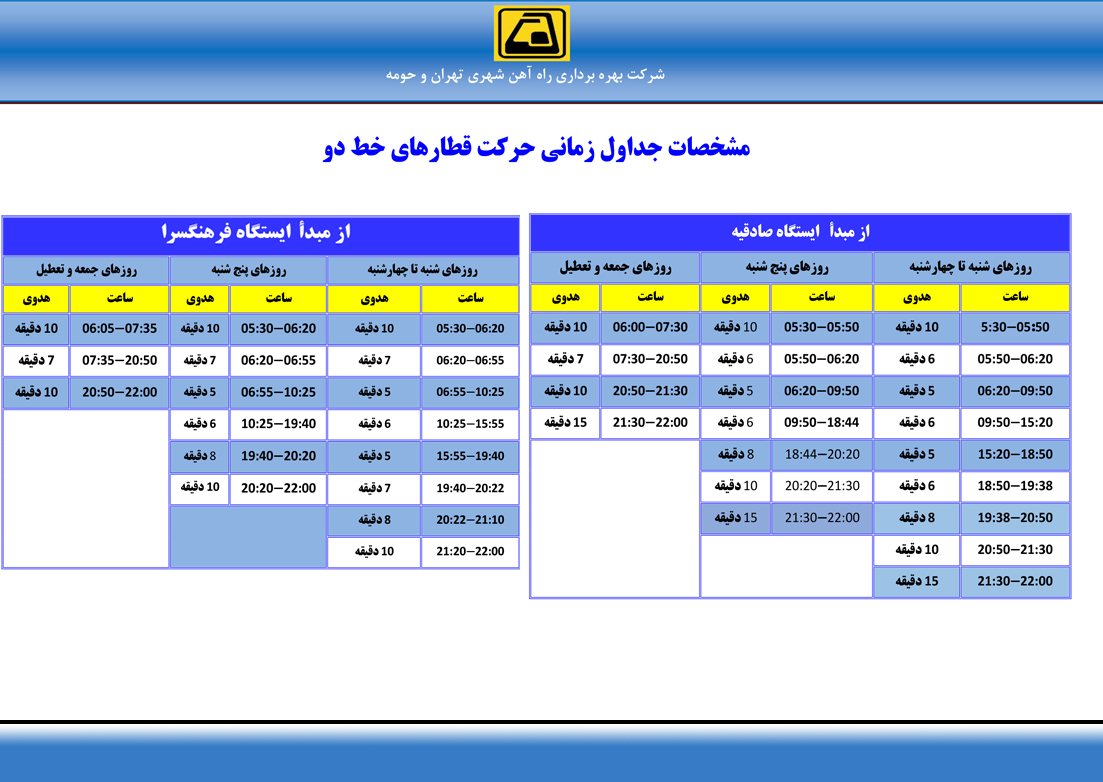 شرکت بهره برداری راه آهن شهری تهران و حومه
مشخصات جداول زمانی حرکت قطارهای خط دو
از مبدأ ایستگاه صادقیه
روزهای شنبه تا چهارشنبه روزهای پنج شنبه روزهای جمعه و تعطیل
ساعت هدوی ساعت هدوی ساعت هدوی
5:30–05:50 10 دقیقه 05:30–05:50 10 دقیقه 06:00–07:30 10 دقیقه
05:50–06:20 6 دقیقه 05:50–06:20 6 دقیقه 07:30–20:50 7 دقیقه
06:20–09:50 5 دقیقه 06:20–09:50 5 دقیقه 20:50–21:30 10 دقیقه
09:50–15:20 6 دقیقه 09:50–18:44 6 دقیقه 21:30–22:00 15 دقیقه
15:20–18:50 5 دقیقه 18:44–20:20 8 دقیقه
18:50–19:38 6 دقیقه 20:20–21:30 10 دقیقه
19:38–20:50 8 دقیقه 21:30–22:00 15 دقیقه
20:50–21:30 10 دقیقه
21:30–22:00 15 دقیقه
از مبدأ ایستگاه فرهنگسرا
روزهای شنبه تا چهارشنبه روزهای پنج شنبه روزهای جمعه و تعطیل
ساعت هدوی ساعت هدوی ساعت هدوی
05:30–06:20 10 دقیقه 05:30–06:20 10 دقیقه 06:05–07:35 10 دقیقه
06:20–06:55 7 دقیقه 06:20–06:55 7 دقیقه 07:35–20:50 7 دقیقه
06:55–10:25 5 دقیقه 06:55–10:25 5 دقیقه 20:50–22:00 10 دقیقه
10:25–15:55 6 دقیقه 10:25–19:40 6 دقیقه
15:55–19:40 5 دقیقه 19:40–20:20 8 دقیقه
19:40–20:22 7 دقیقه 20:20–22:00 10 دقیقه
20:22–21:10 8 دقیقه
21:20–22:00 10 دقیقه